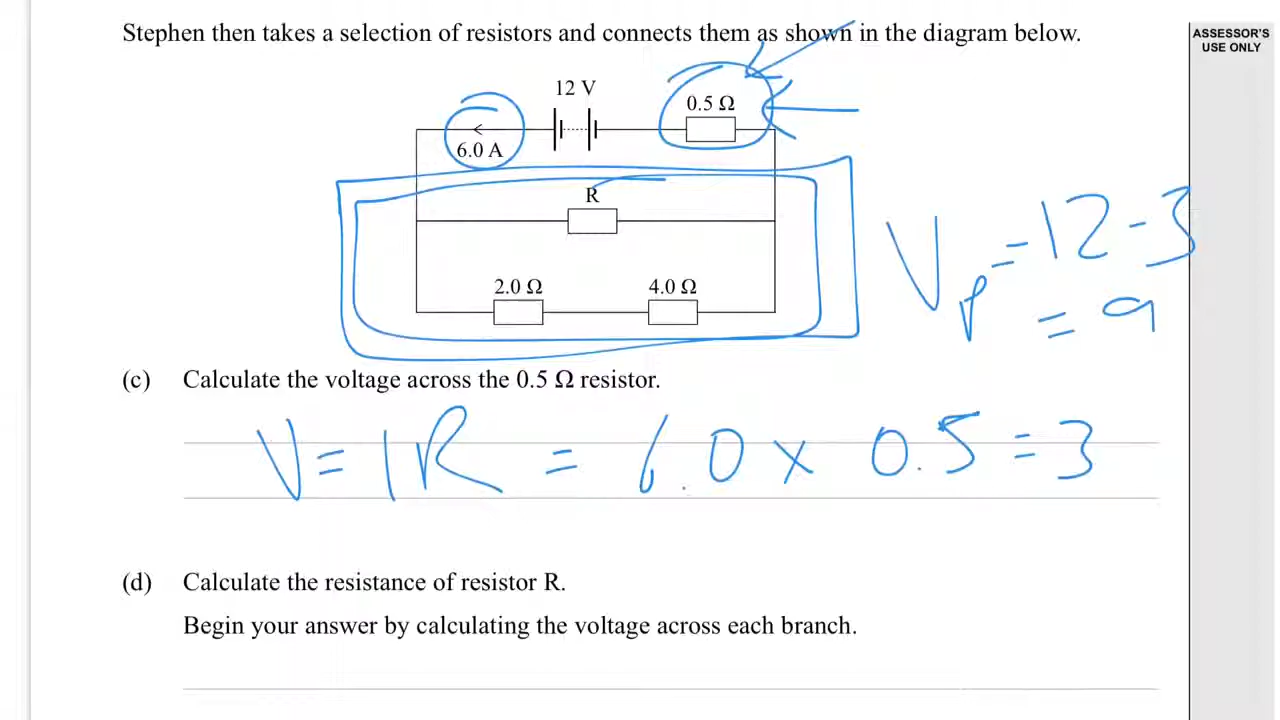 Stephen then takes a selection of resistors and connects them as shown in the diagram below.
ASSESSOR'S
USE ONLY
12 V
0.5 Ω
6.0 A
R
2.0 Ω
4.0 Ω
Vp = 12 - 3
= 9
(c) Calculate the voltage across the 0.5 Ω resistor.
V = IR = 6.0 x 0.5 = 3
(d) Calculate the resistance of resistor R.
Begin your answer by calculating the voltage across each branch.